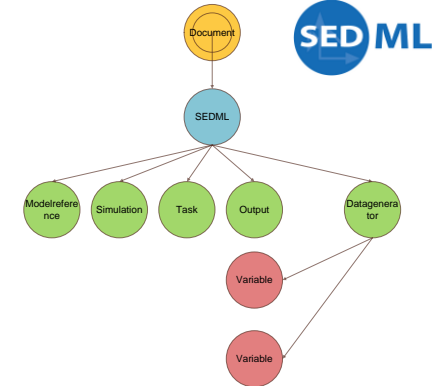 Document
SED ML
SEDML
Modelrefere
nce
Simulation
Task
Output
Datagenera
tor
Variable
Variable